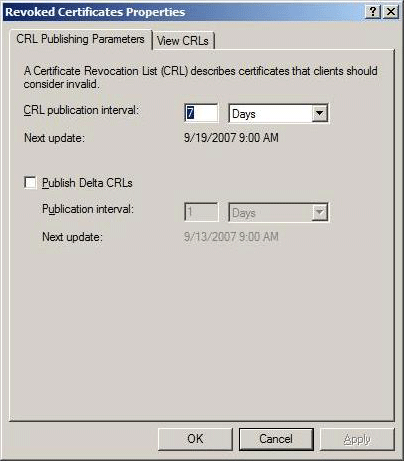 Revoked Certificates Properties
CRL Publishing Parameters View CRLs
A Certificate Revocation List (CRL) describes certificates that clients should
consider invalid.
CRL publication interval: 7 Days
Next update: 9/19/2007 9:00 AM
Publish Delta CRLs
Publication interval: 1 Days
Next update: 9/13/2007 9:00 AM
OK Cancel Apply